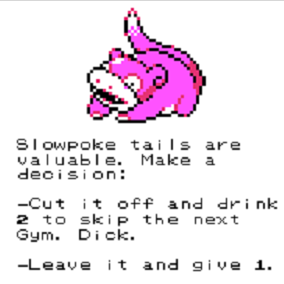 Slowpoke tails are
valuable. Make a
decision:
-Cut it off and drink
2 to skip the next
Gym. Dick.
-Leave it and give 1.